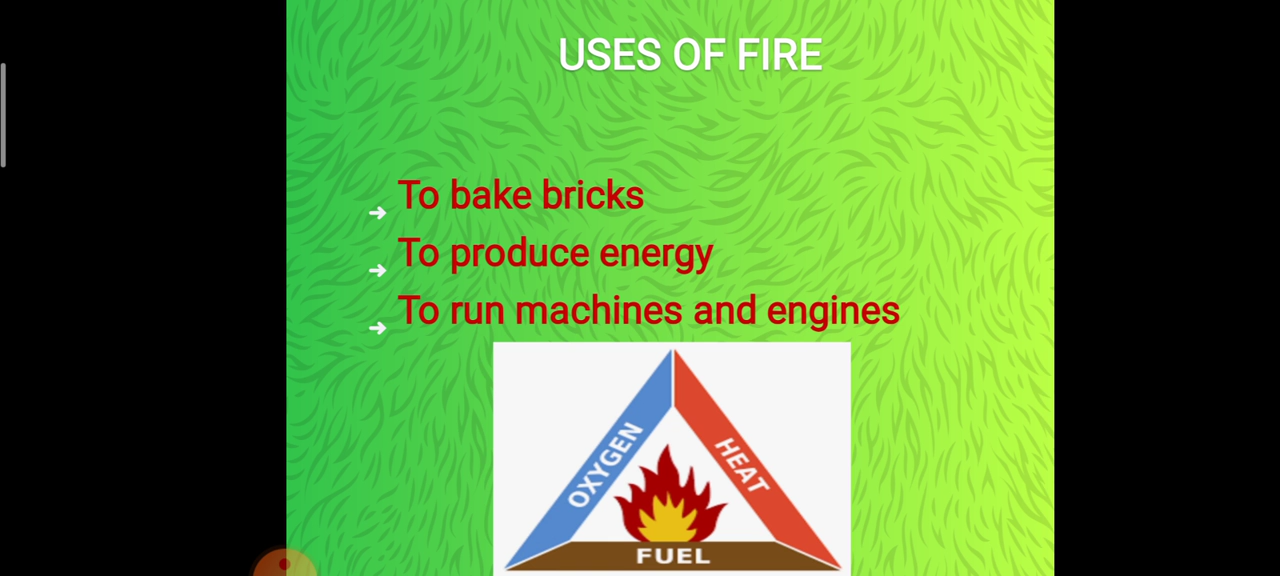 USES OF FIRE
To bake bricks
To produce energy
To run machines and engines
OXYGEN
HEAT
FUEL